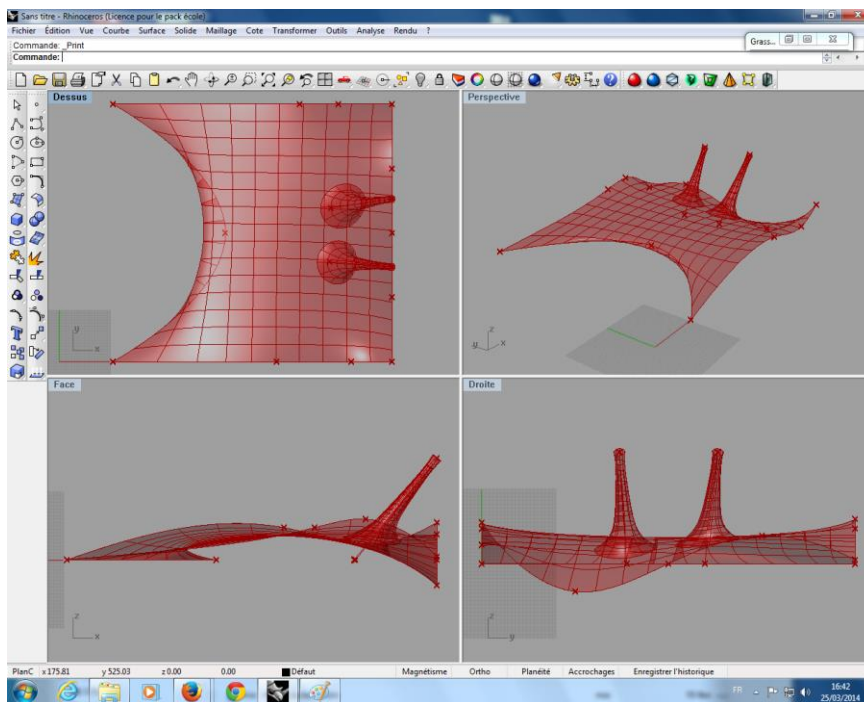 Sans titre - Rhinoceros (Licence pour le pack école)
Fichier Edition Vue Courbe Surface Solide Maillage Cote Transformer Outils Analyse Rendu ?
Commande: _Print
Commande:
Grass...
Dessus
Perspective
y
x
z
y
x
Face
Droite
z
x
z
y
PlanC x 175.81 y 525.03 z 0.00 0.00 Défaut Magnétisme Ortho Planéité Accrochages Enregistrer l'historique
FR
16:42
25/03/2014